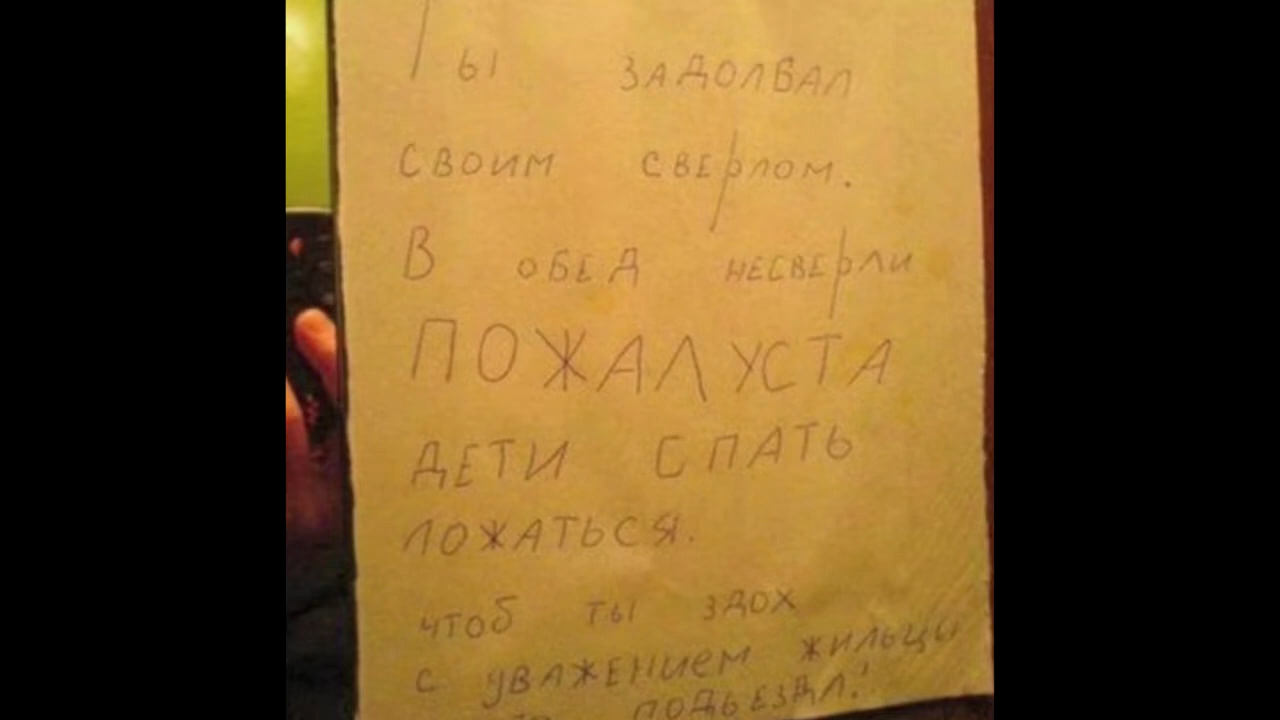 Ты задолбал
своим сверлом.
В обед несверли
ПОЖАЛУСТА
дети спать
ложаться.
чтоб ты здох
с уважением жильцы
подьезда!